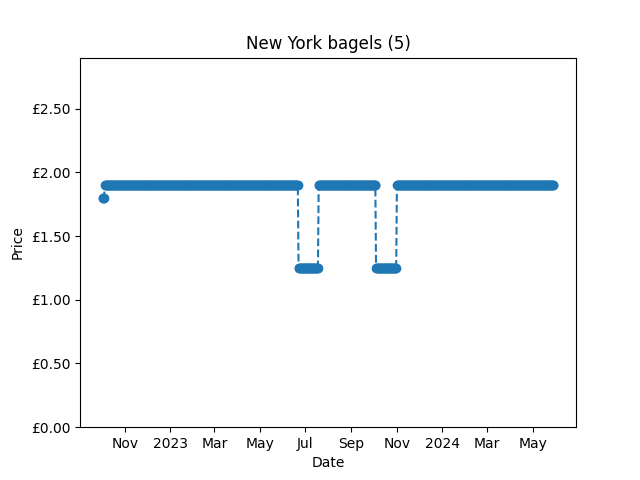 New York bagels (5)
£2.50
£2.00
£1.50
£1.00
£0.50
£0.00
Price
Nov 2023 Mar May Jul Sep Nov 2024 Mar May
Date